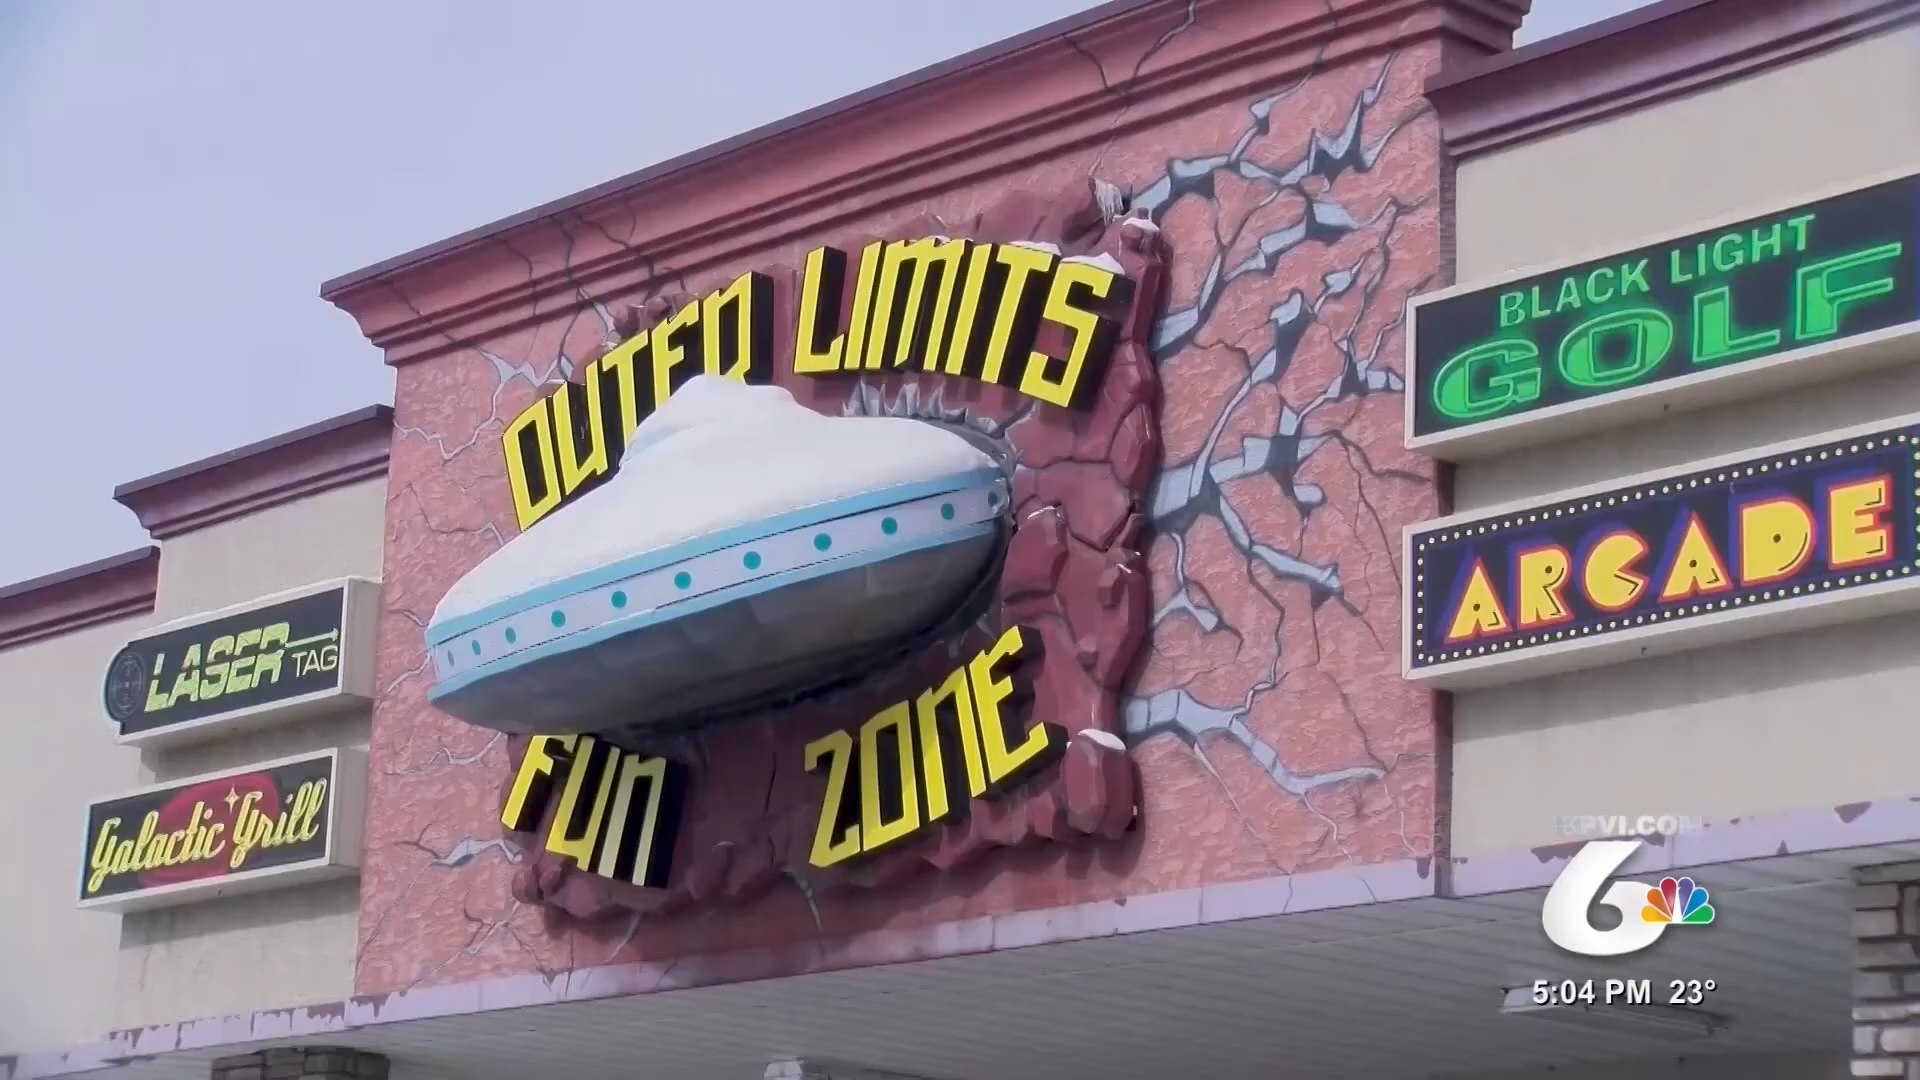 OUTER LIMITS
FUN ZONE
LASER TAG
Galactic Grill
BLACK LIGHT
GOLF
ARCADE
KPVI.COM
6
5:04 PM 23°